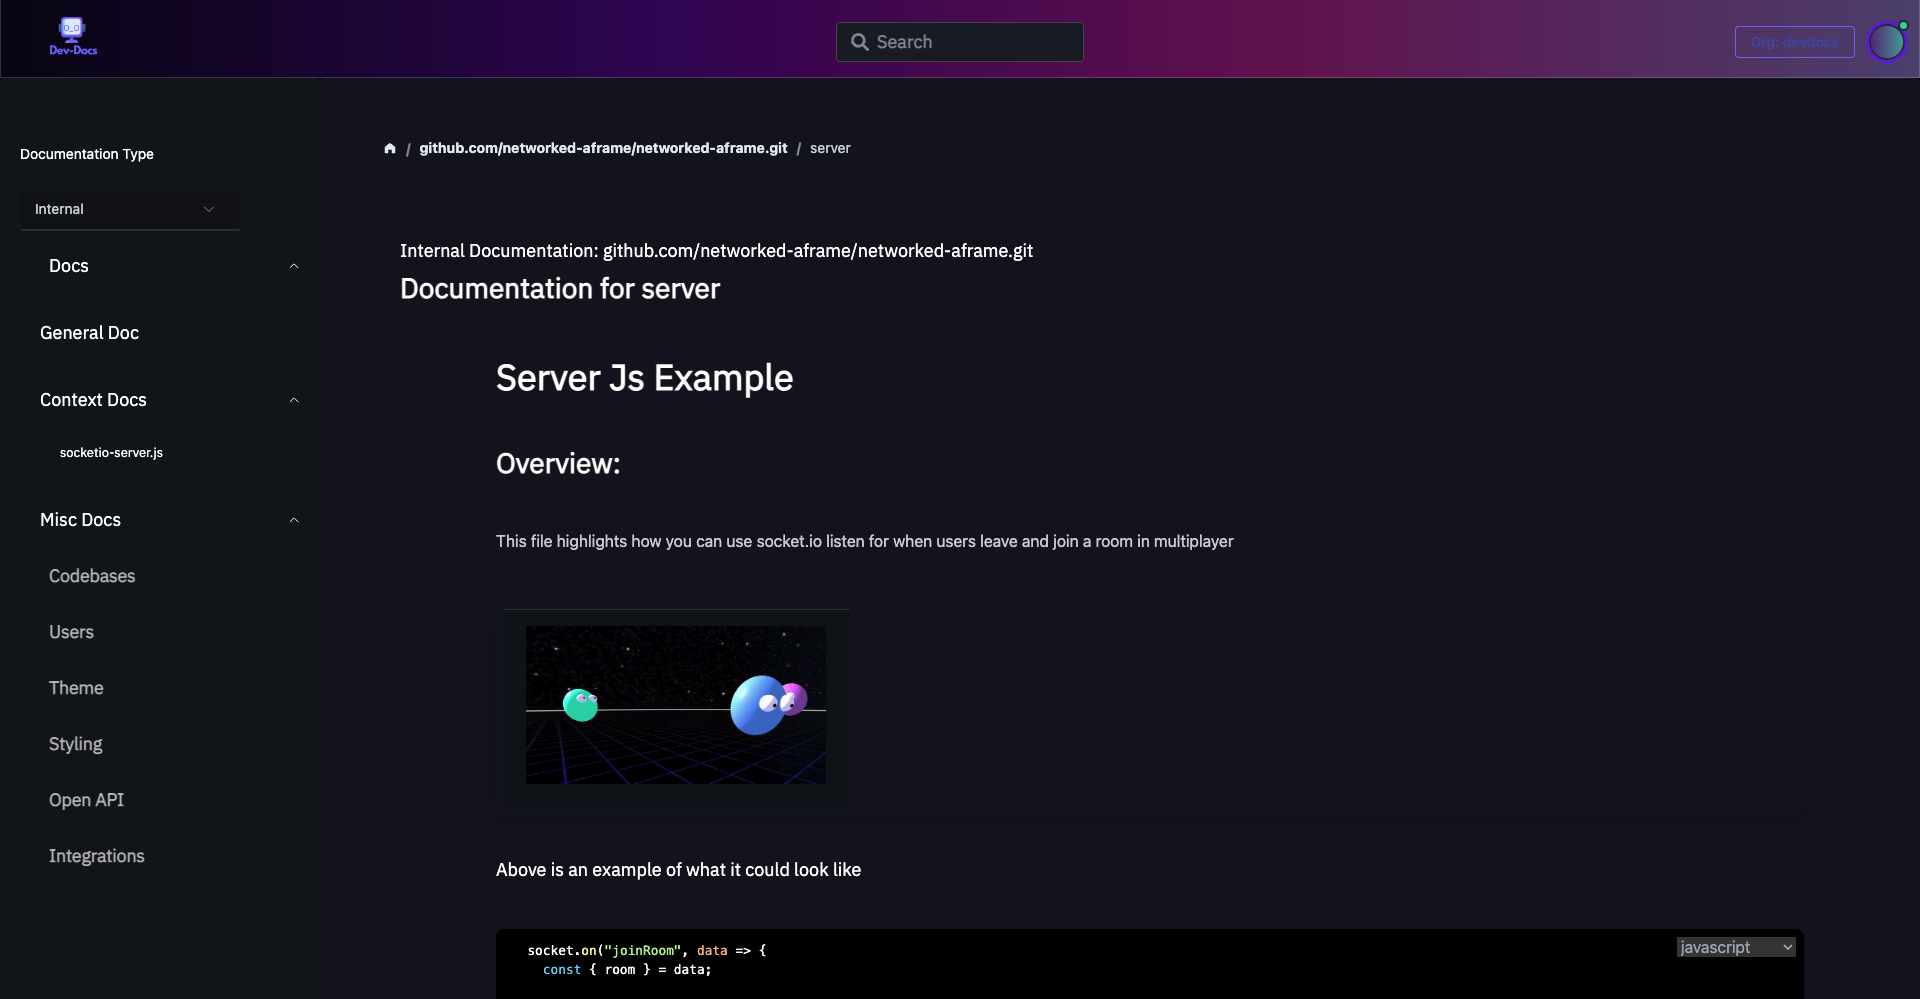 Dev-Docs
Search
Org: devdocs
Documentation Type
Internal
Docs
General Doc
Context Docs
socketio-server.js
Misc Docs
Codebases
Users
Theme
Styling
Open API
Integrations
/ github.com/networked-aframe/networked-aframe.git / server
Internal Documentation: github.com/networked-aframe/networked-aframe.git
Documentation for server
Server Js Example
Overview:
This file highlights how you can use socket.io listen for when users leave and join a room in multiplayer
Above is an example of what it could look like
javascript
socket.on("joinRoom", data => {
const { room } = data;